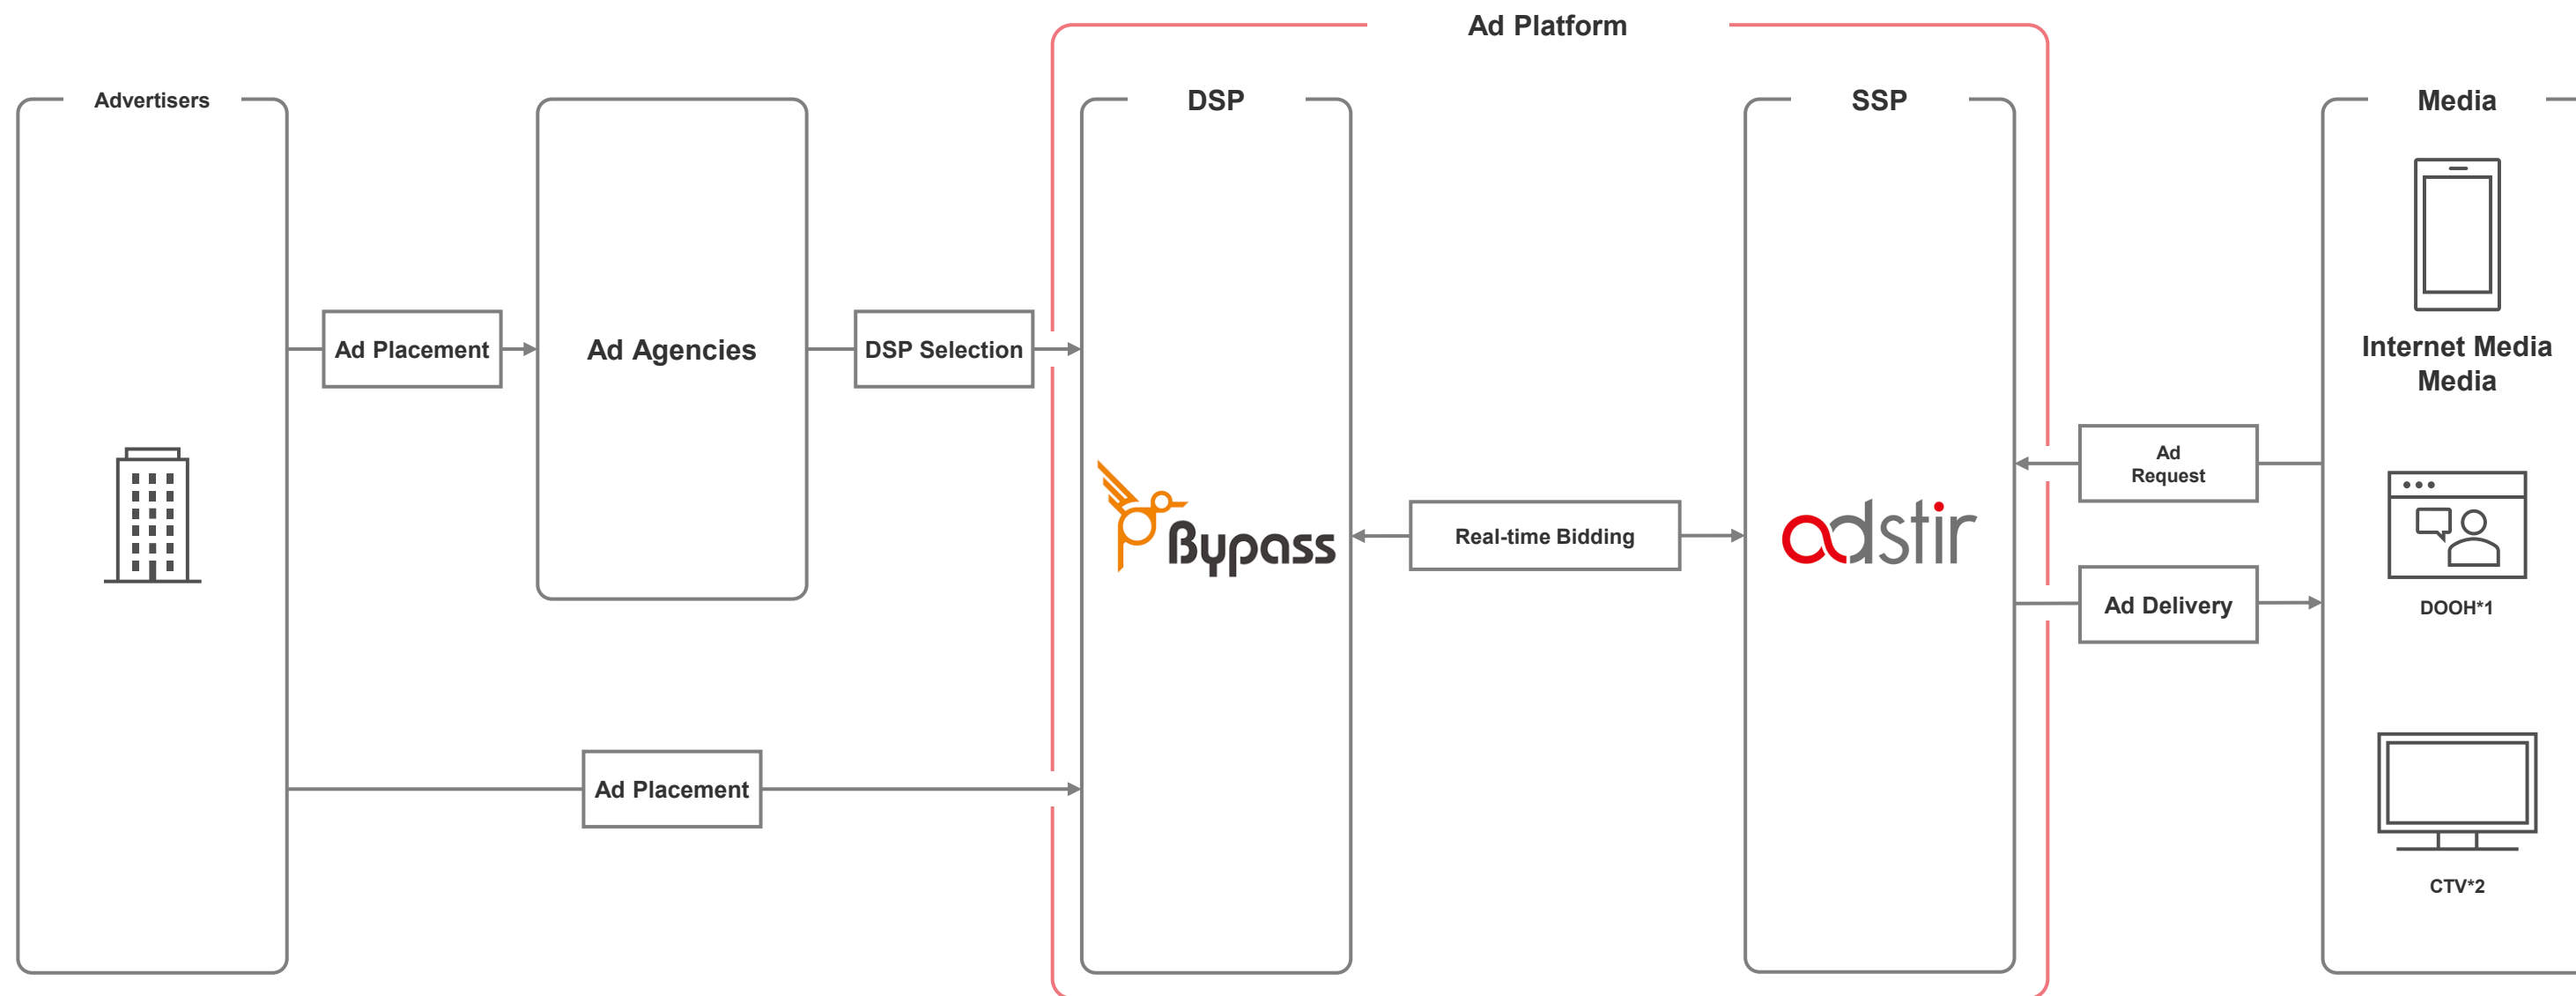 Ad Platform
Advertisers
DSP
SSP
Media
Ad Placement
Ad Agencies
DSP Selection
Internet Media
Media
Ad
Request
Bypass
Real-time Bidding
adstir
Ad Delivery
DOOH*1
Ad Placement
CTV*2